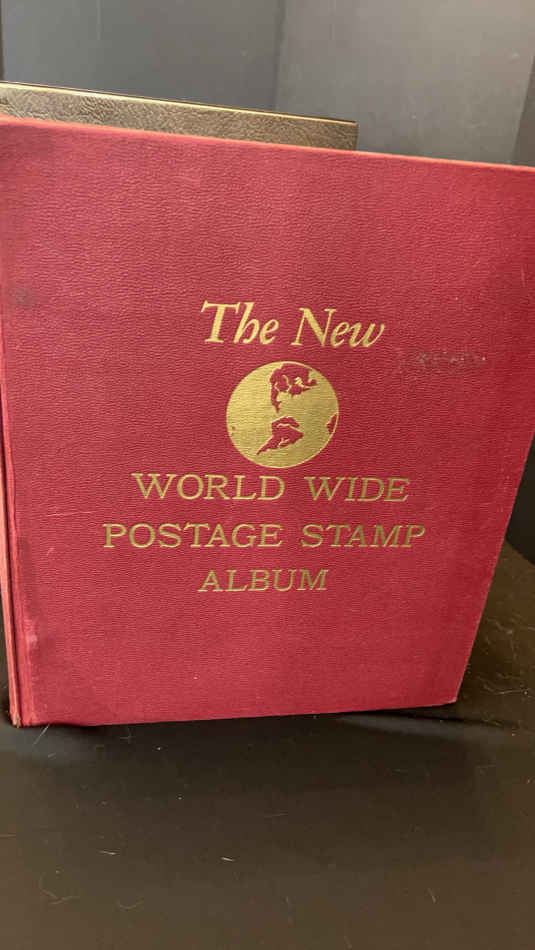 The New
WORLD WIDE
POSTAGE STAMP
ALBUM